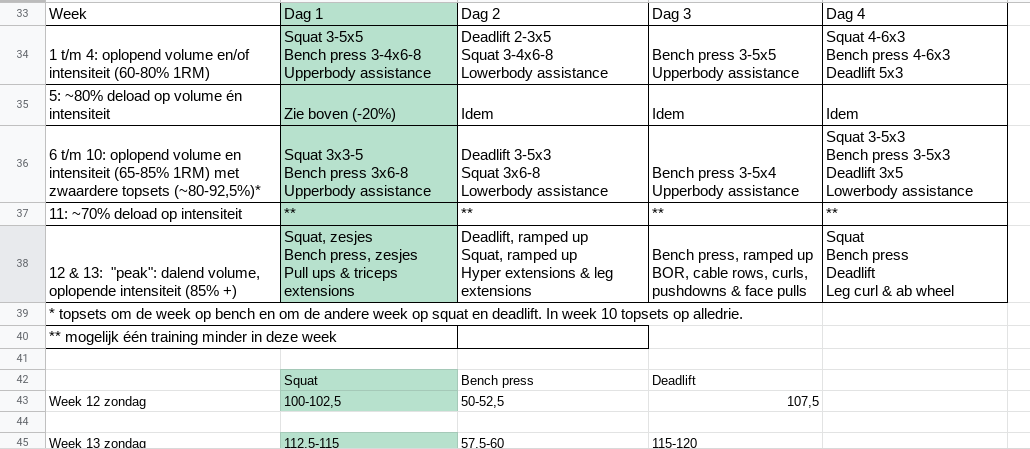 33 Week Dag 1 Dag 2 Dag 3 Dag 4
34
1 t/m 4: oplopend volume en/of
intensiteit (60-80% 1RM)
Squat 3-5x5
Bench press 3-4x6-8
Upperbody assistance
Deadlift 2-3x5
Squat 3-4x6-8
Lowerbody assistance
Bench press 3-5x5
Upperbody assistance
Squat 4-6x3
Bench press 4-6x3
Deadlift 5x3
35
5: ~80% deload op volume én
intensiteit
Zie boven (-20%)
Idem
Idem
Idem
36
6 t/m 10: oplopend volume en
intensiteit (65-85% 1RM) met
zwaardere topsets (~80-92,5%)*
Squat 3x3-5
Bench press 3x6-8
Upperbody assistance
Deadlift 3-5x3
Squat 3x6-8
Lowerbody assistance
Bench press 3-5x4
Upperbody assistance
Squat 3-5x3
Bench press 3-5x3
Deadlift 3x5
Lowerbody assistance
37 11: ~70% deload op intensiteit ** ** ** **
38
12 & 13: "peak": dalend volume,
oplopende intensiteit (85% +)
Squat, zesjes
Bench press, zesjes
Pull ups & triceps
extensions
Deadlift, ramped up
Squat, ramped up
Hyper extensions & leg
extensions
Bench press, ramped up
BOR, cable rows, curls,
pushdowns & face pulls
Squat
Bench press
Deadlift
Leg curl & ab wheel
39 * topsets om de week op bench en om de andere week op squat en deadlift. In week 10 topsets op alledrie.
40 ** mogelijk één training minder in deze week
41
42 Squat Bench press Deadlift
43 Week 12 zondag 100-102,5 50-52,5 107,5
44
45 Week 13 zondag 112,5-115 57,5-60 115-120